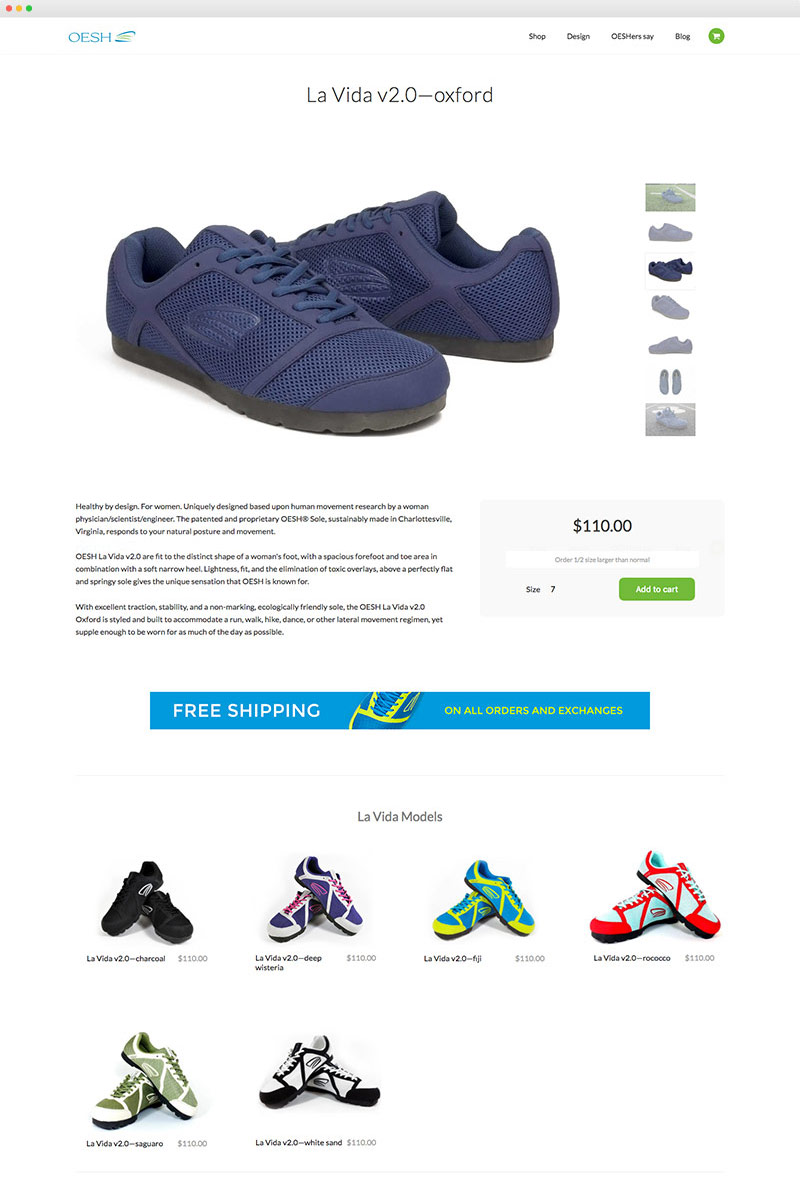 OESH
Shop Design OESHers say Blog
La Vida v2.0—oxford
Healthy by design. For women. Uniquely designed based upon human movement research by a woman
physician/scientist/engineer. The patented and proprietary OESH® Sole, sustainably made in Charlottesville,
Virginia, responds to your natural posture and movement.
OESH La Vida v2.0 are fit to the distinct shape of a woman's foot, with a spacious forefoot and toe area in
combination with a soft narrow heel. Lightness, fit, and the elimination of toxic overlays, above a perfectly flat
and springy sole gives the unique sensation that OESH is known for.
With excellent traction, stability, and a non-marking, ecologically friendly sole, the OESH La Vida v2.0
Oxford is styled and built to accommodate a run, walk, hike, dance, or other lateral movement regimen, yet
supple enough to be worn for as much of the day as possible.
$110.00
Order 1/2 size larger than normal
Size 7 Add to cart
FREE SHIPPING ON ALL ORDERS AND EXCHANGES
La Vida Models
La Vida v2.0—charcoal $110.00
La Vida v2.0—deep
wisteria $110.00
La Vida v2.0—fiji $110.00
La Vida v2.0—rococco $110.00
La Vida v2.0—saguaro $110.00
La Vida v2.0—white sand $110.00